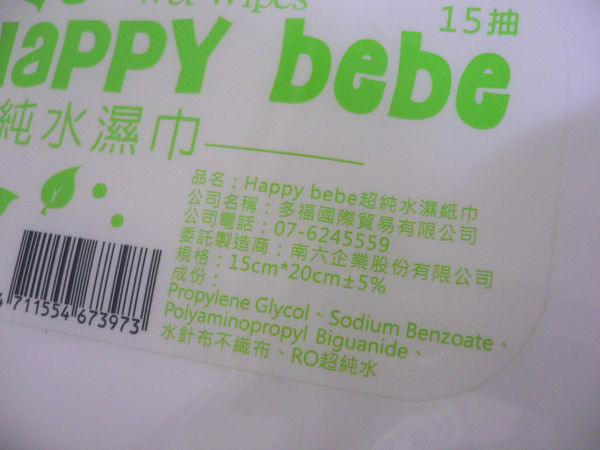 Wet Wipes
15抽
HAPPY bebe
純水濕巾
品名：Happy bebe超純水濕紙巾
公司名稱：多福國際貿易有限公司
公司電話：07-6245559
委託製造商：南六企業股份有限公司
規格：15cm*20cm±5%
成份：
Propylene Glycol、Sodium Benzoate、
Polyaminopropyl Biguanide、
水針布不織布、RO超純水
4 711554 673973